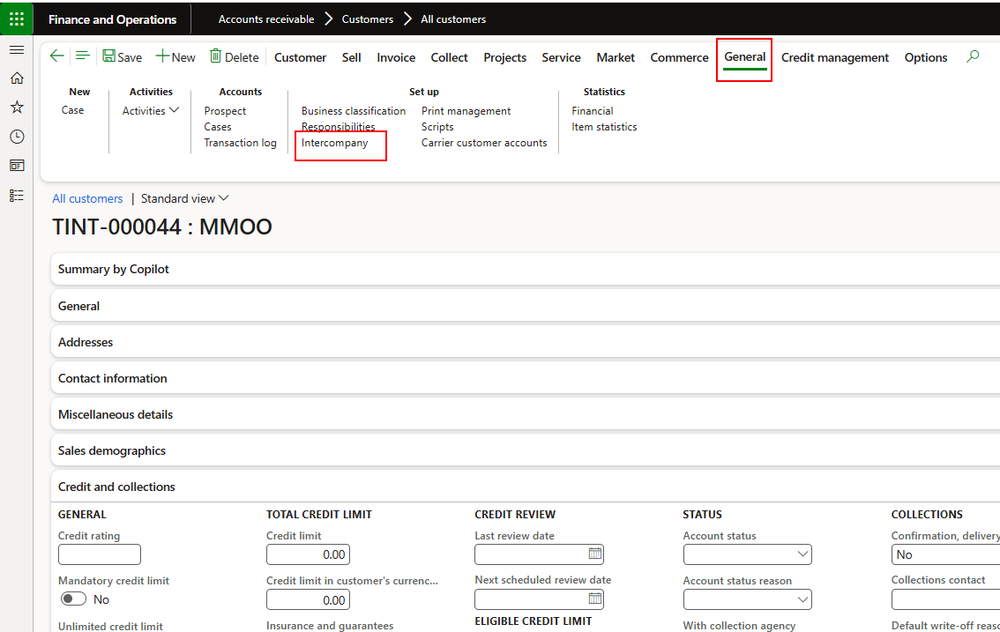 Finance and Operations Accounts receivable Customers All customers
Save New Delete Customer Sell Invoice Collect Projects Service Market Commerce General Credit management Options
New Activities Accounts Set up Statistics
Case Activities Prospect Business classification Print management Financial
Cases Responsibilities Scripts Item statistics
Transaction log Intercompany Carrier customer accounts
All customers | Standard view
TINT-000044 : MMOO
Summary by Copilot
General
Addresses
Contact information
Miscellaneous details
Sales demographics
Credit and collections
GENERAL TOTAL CREDIT LIMIT CREDIT REVIEW STATUS COLLECTIONS
Credit rating Credit limit Last review date Account status Confirmation, delivery
0.00 No
Mandatory credit limit Credit limit in customer's currenc... Next scheduled review date Account status reason Collections contact
No 0.00
Unlimited credit limit Insurance and guarantees ELIGIBLE CREDIT LIMIT With collection agency Default write-off reaso